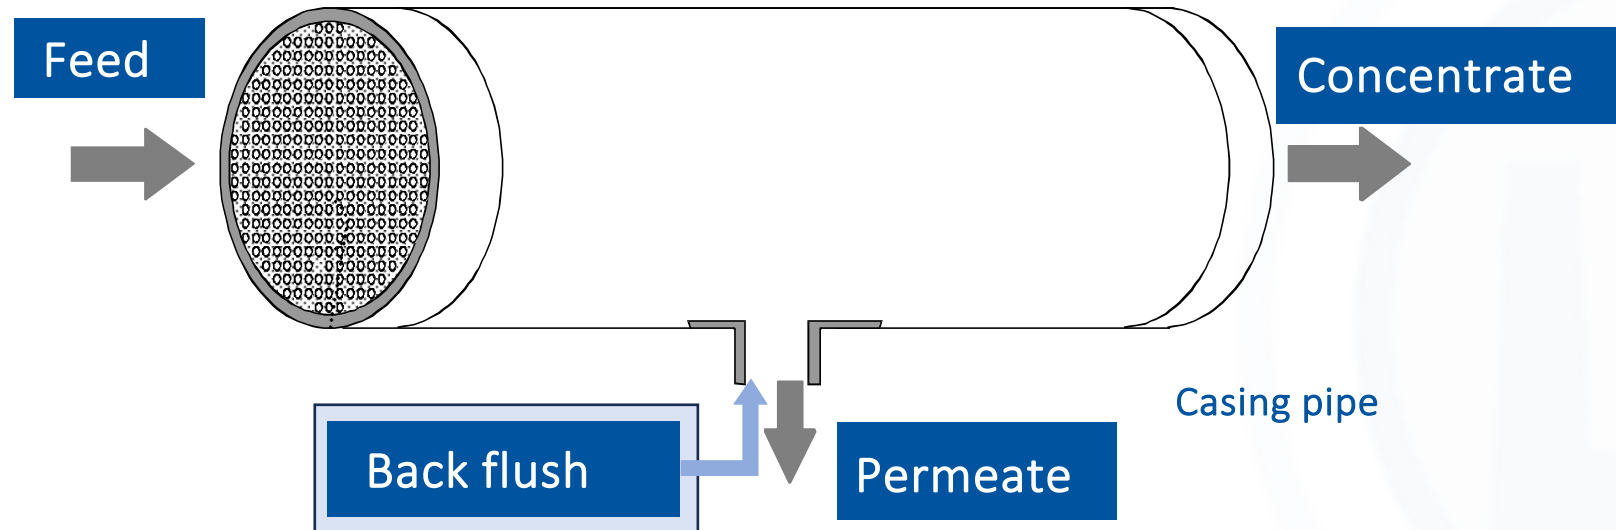 Feed
Concentrate
Casing pipe
Back flush
Permeate